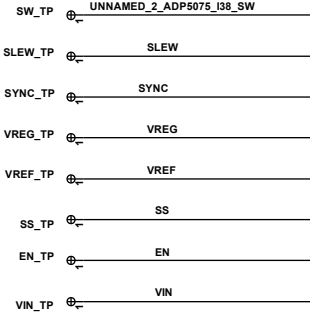 SW_TP UNNAMED_2_ADP5075_I38_SW
SLEW_TP SLEW
SYNC_TP SYNC
VREG_TP VREG
VREF_TP VREF
SS_TP SS
EN_TP EN
VIN_TP VIN